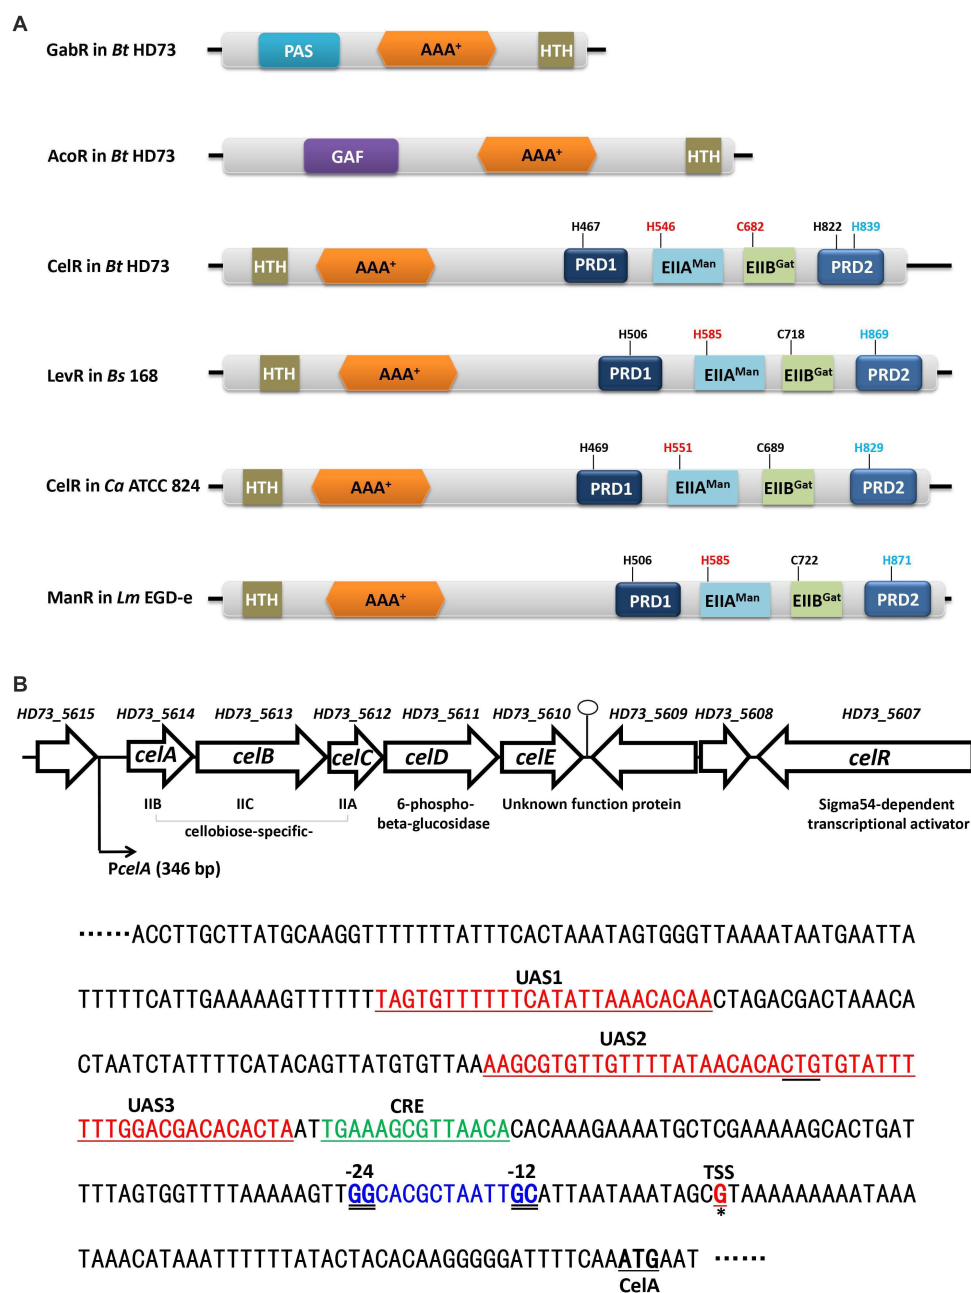 A
GabR in Bt HD73
PAS
AAA+
HTH
AcoR in Bt HD73
GAF
AAA+
HTH
H467 H546 C682 H822 H839
CelR in Bt HD73
HTH
AAA+
PRD1
EIIAMan
EIIBGat
PRD2
H506 H585 C718 H869
LevR in Bs 168
HTH
AAA+
PRD1
EIIAMan
EIIBGat
PRD2
H469 H551 C689 H829
CelR in Ca ATCC 824
HTH
AAA+
PRD1
EIIAMan
EIIBGat
PRD2
H506 H585 C722 H871
ManR in Lm EGD-e
HTH
AAA+
PRD1
EIIAMan
EIIBGat
PRD2
B
HD73_5615 HD73_5614 HD73_5613 HD73_5612 HD73_5611 HD73_5610 HD73_5609 HD73_5608 HD73_5607
celA celB celC celD celE celR
IIB IIC IIA
cellobiose-specific-
6-phospho-
beta-glucosidase
Unknown function protein
Sigma54-dependent
transcriptional activator
PcelA (346 bp)
······ACCTTGCTTATGCAAGGTTTTTTTATTTCACTAAATAGTGGGTTAAAATAATGAATTA
UAS1
TTTTTCATTGAAAAAGTTTTTTTAGTGTTTTTTCATATTAAACACAACTAGACGACTAAACA
UAS2
CTAATCTATTTTCATACAGTTATGTGTTAAAAGCGTGTTGTTTTATAACACACTGTGTATTT
UAS3 CRE
TTTGGACGACACACTAATTTGAAAGCGTTAACACACAAAGAAAATGCTCGAAAAAGCACTGAT
-24 -12 TSS
TTTAGTGGTTTTAAAAAGTTGGCACGCTAATTGCATTAATAAATAGCGTAAAAAAAAATAAA
*
TAAACATAAATTTTTTATACTACACAAGGGGGATTTTCAAATGAAT ······
CelA